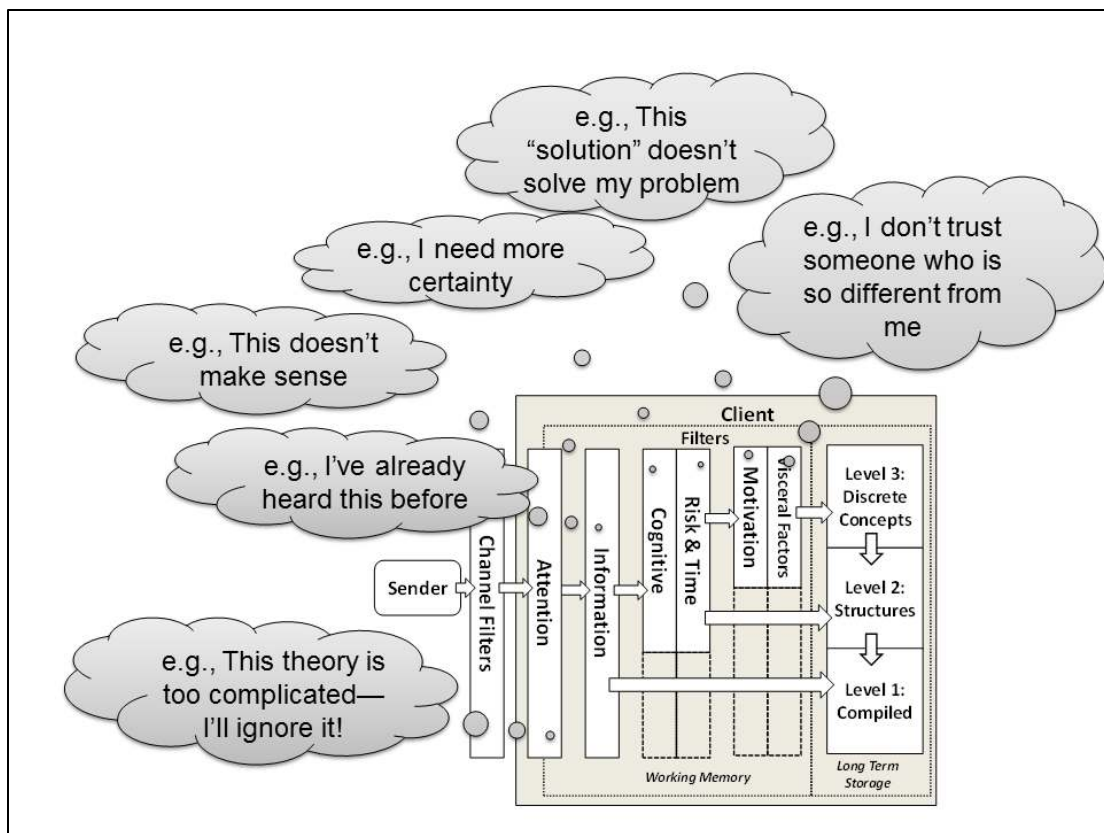 e.g., This
“solution” doesn’t
solve my problem
e.g., I need more
certainty
e.g., I don’t trust
someone who is
so different from
me
e.g., This doesn’t
make sense
e.g., I’ve already
heard this before
e.g., This theory is
too complicated—
I’ll ignore it!
Client
Filters
Sender
Channel Filters
Attention
Information
Cognitive
Risk & Time
Motivation
Visceral Factors
Level 3:
Discrete
Concepts
Level 2:
Structures
Level 1:
Compiled
Working Memory
Long Term
Storage